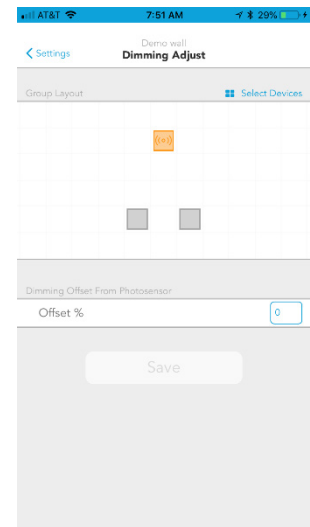 AT&T 7:51 AM 29%
Demo wall
Settings Dimming Adjust
Group Layout Select Devices
Dimming Offset From Photosensor
Offset % 0
Save